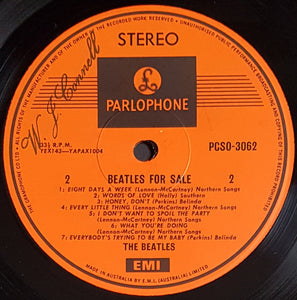 STEREO
W. J. Connell
PARLOPHONE
33⅓ R.P.M.
7EX143—YAPAX1004
PCSO-3062
2 BEATLES FOR SALE 2
1: EIGHT DAYS A WEEK (Lennon-McCartney) Northern Songs
2: WORDS OF LOVE (Holly) Southern
3: HONEY, DON'T (Perkins) Belinda
4: EVERY LITTLE THING (Lennon-McCartney) Northern Songs
5: I DON'T WANT TO SPOIL THE PARTY
(Lennon-McCartney) Northern Songs
6: WHAT YOU'RE DOING
(Lennon-McCartney) Northern Songs
7: EVERYBODY'S TRYING TO BE MY BABY (Perkins) Belinda
THE BEATLES
EMI
MADE IN AUSTRALIA BY E.M.I. (AUSTRALIA) LIMITED